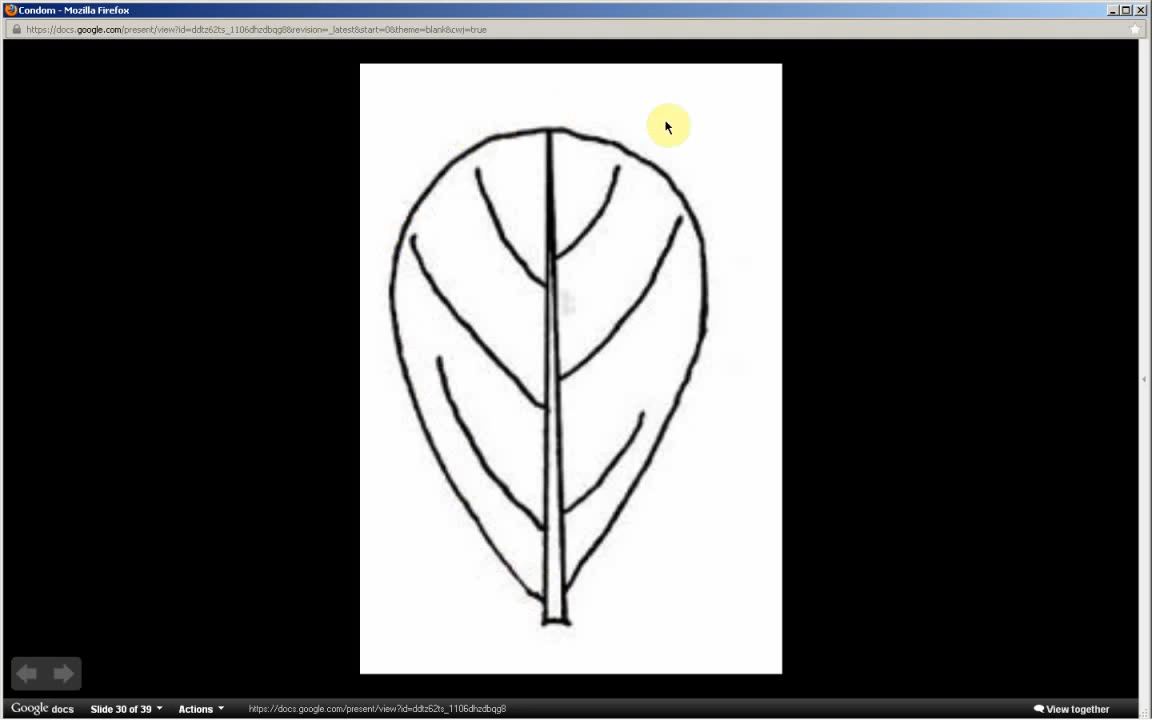 Condom - Mozilla Firefox
https://docs.google.com/present/view?id=ddtz62ts_1106dhzdbqg8&revision=_latest&start=0&theme=blank&cwj=true
Google docs Slide 30 of 39 Actions https://docs.google.com/present/view?id=ddtz62ts_1106dhzdbqg8 View together